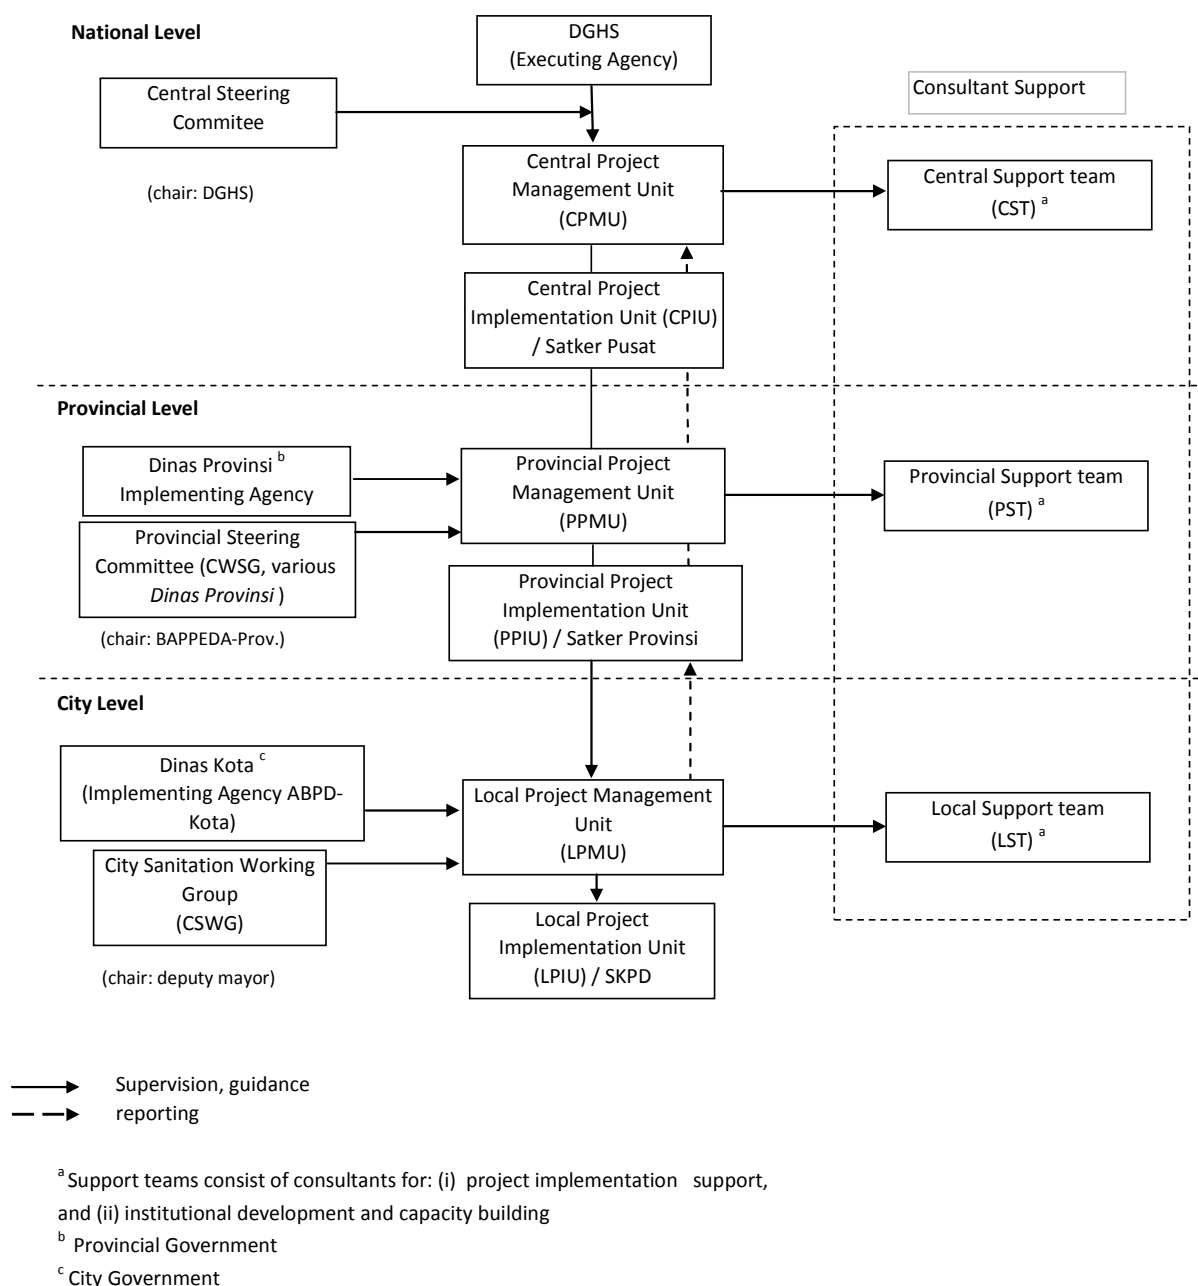 National Level
DGHS
(Executing Agency)
Central Steering
Commitee
(chair: DGHS)
Consultant Support
Central Project
Management Unit
(CPMU)
Central Support team
(CST) a
Central Project
Implementation Unit (CPIU)
/ Satker Pusat
Provincial Level
Dinas Provinsi b
Implementing Agency
Provincial Steering
Committee (CWSG, various
Dinas Provinsi )
(chair: BAPPEDA-Prov.)
Provincial Project
Management Unit
(PPMU)
Provincial Support team
(PST) a
Provincial Project
Implementation Unit
(PPIU) / Satker Provinsi
City Level
Dinas Kota c
(Implementing Agency ABPD-
Kota)
City Sanitation Working
Group
(CSWG)
(chair: deputy mayor)
Local Project Management
Unit
(LPMU)
Local Support team
(LST) a
Local Project
Implementation Unit
(LPIU) / SKPD
Supervision, guidance
reporting
a Support teams consist of consultants for: (i) project implementation support,
and (ii) institutional development and capacity building
b Provincial Government
c City Government